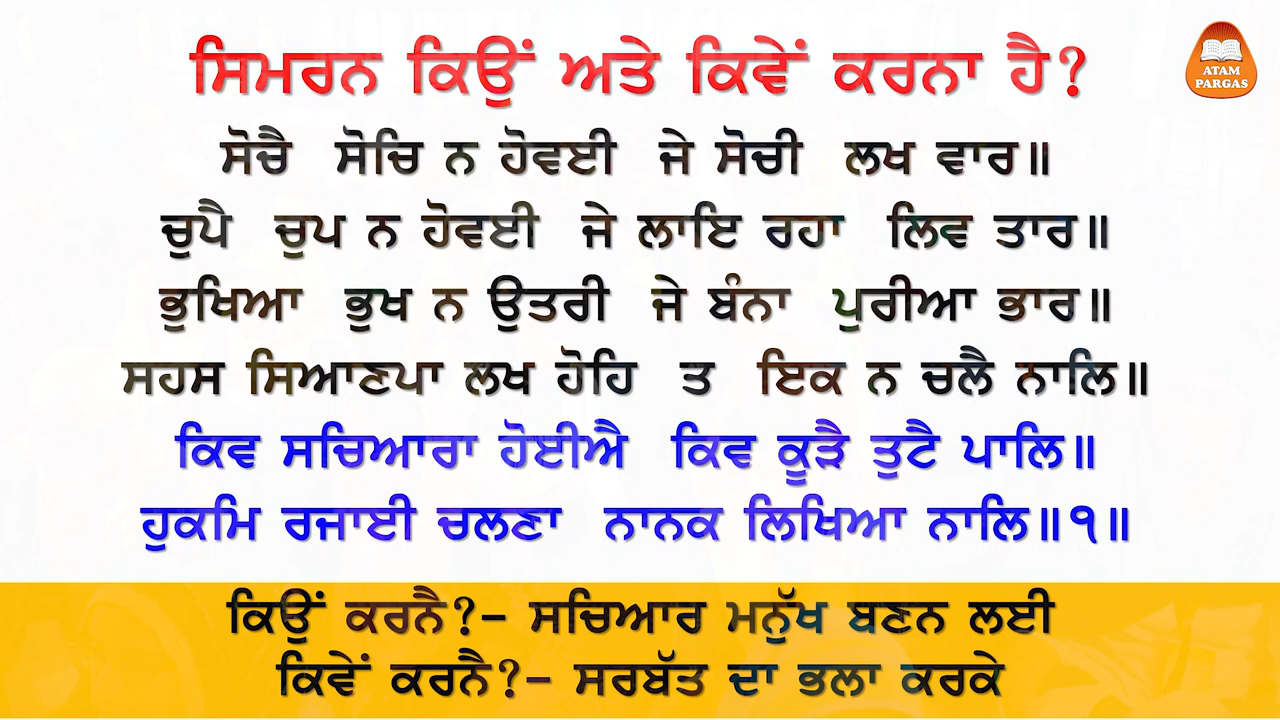 ਸਿਮਰਨ ਕਿਉਂ ਅਤੇ ਕਿਵੇਂ ਕਰਨਾ ਹੈ?
ATAM
PARGAS
ਸੋਚੈ ਸੋਚਿ ਨ ਹੋਵਈ ਜੇ ਸੋਚੀ ਲਖ ਵਾਰ॥
ਚੁਪੈ ਚੁਪ ਨ ਹੋਵਈ ਜੇ ਲਾਇ ਰਹਾ ਲਿਵ ਤਾਰ॥
ਭੁਖਿਆ ਭੁਖ ਨ ਉਤਰੀ ਜੇ ਬੰਨਾ ਪੁਰੀਆ ਭਾਰ॥
ਸਹਸ ਸਿਆਣਪਾ ਲਖ ਹੋਹਿ ਤ ਇਕ ਨ ਚਲੈ ਨਾਲਿ॥
ਕਿਵ ਸਚਿਆਰਾ ਹੋਈਐ ਕਿਵ ਕੂੜੈ ਤੁਟੈ ਪਾਲਿ॥
ਹੁਕਮਿ ਰਜਾਈ ਚਲਣਾ ਨਾਨਕ ਲਿਖਿਆ ਨਾਲਿ॥੧॥
ਕਿਉਂ ਕਰਨੈ?- ਸਚਿਆਰ ਮਨੁੱਖ ਬਣਨ ਲਈ
ਕਿਵੇਂ ਕਰਨੈ?- ਸਰਬੱਤ ਦਾ ਭਲਾ ਕਰਕੇ